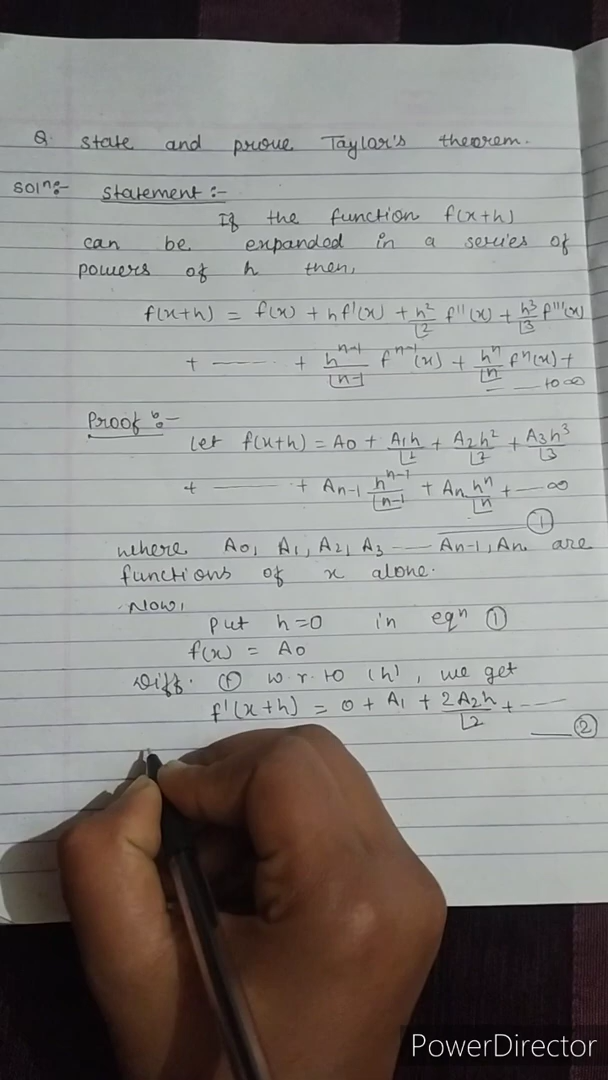 Q. state and prove Taylor's theorem.
Solⁿ:- statement :-
If the function f(x+h)
can be expanded in a series of
powers of h then,
f(x+h) = f(x) + hf'(x) + h²/⌊2 f''(x) + h³/⌊3 f'''(x)
+ —— + hⁿ⁻¹/⌊n-1 fⁿ⁻¹(x) + hⁿ/⌊n fⁿ(x) + – – to ∞
Proof :-
Let f(x+h) = A0 + A1h/⌊2 + A2h²/⌊2 + A3h³/⌊3
+ —— + An-1 hⁿ⁻¹/⌊n-1 + An hⁿ/⌊n + — ∞
—— ①
where A0, A1, A2, A3 —— An-1, An are
functions of x alone.
Now,
put h=0 in eqⁿ ①
f(x) = A0
Diff. ① w.r.to (h), we get
f'(x+h) = 0 + A1 + 2A2h/⌊2 + ——
—— ②
PowerDirector